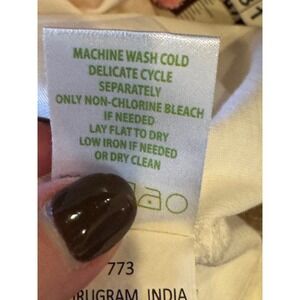 MACHINE WASH COLD
DELICATE CYCLE
SEPARATELY
ONLY NON-CHLORINE BLEACH
IF NEEDED
LAY FLAT TO DRY
LOW IRON IF NEEDED
OR DRY CLEAN
773
RUGRAM, INDIA